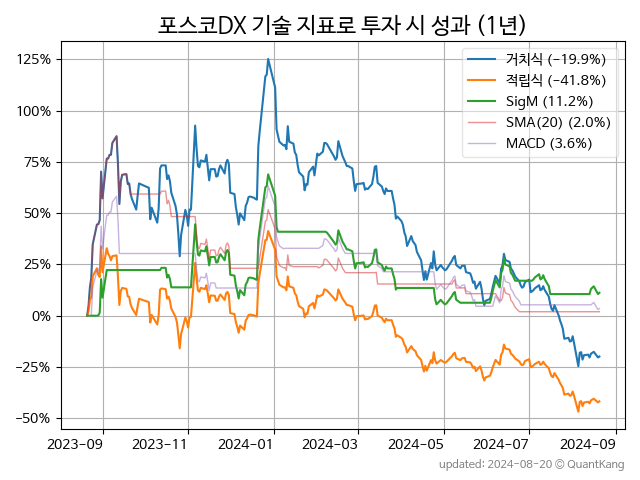 포스코DX 기술 지표로 투자 시 성과 (1년)
거치식 (-19.9%)
적립식 (-41.8%)
SigM (11.2%)
SMA(20) (2.0%)
MACD (3.6%)
125%
100%
75%
50%
25%
0%
-25%
-50%
2023-09 2023-11 2024-01 2024-03 2024-05 2024-07 2024-09
updated: 2024-08-20 © QuantKang